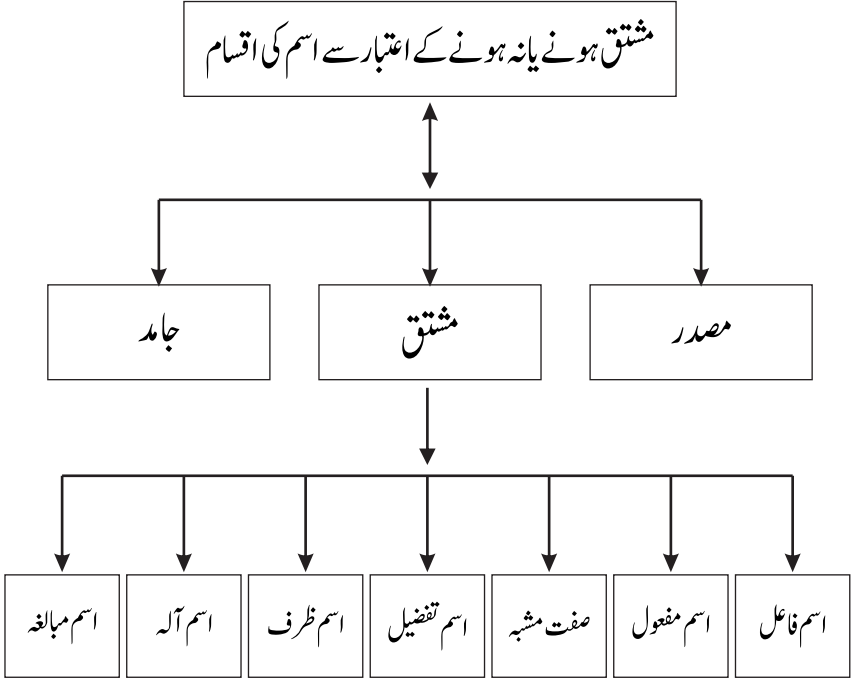 مشتق ہونے یا نہ ہونے کے اعتبار سے اسم کی اقسام
مصدر
مشتق
جامد
اسم فاعل
اسم مفعول
صفت مشبہ
اسم تفضیل
اسم ظرف
اسم آلہ
اسم مبالغہ